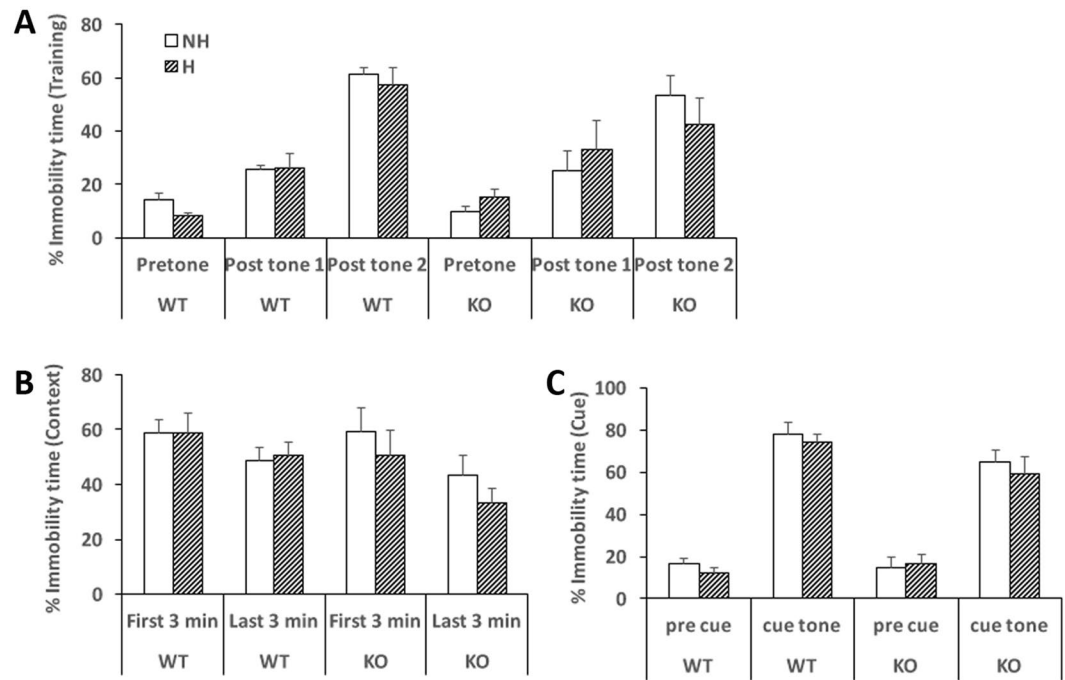 A
% Immobility time (Training)
80
60
40
20
0
NH
H
Pretone Post tone 1 Post tone 2 Pretone Post tone 1 Post tone 2
WT WT WT KO KO KO
B
% Immobility time (Context)
80
60
40
20
0
First 3 min Last 3 min First 3 min Last 3 min
WT WT KO KO
C
% Immobility time (Cue)
100
80
60
40
20
0
pre cue cue tone pre cue cue tone
WT WT KO KO